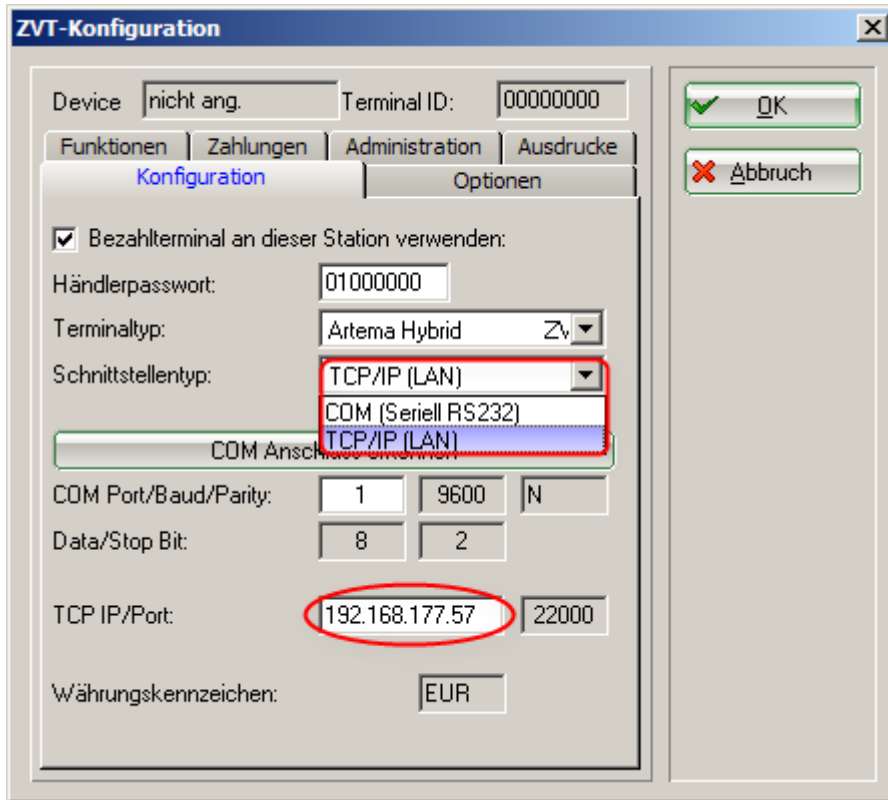 ZVT-Konfiguration
Device nicht ang. Terminal ID: 00000000
OK
Abbruch
Funktionen Zahlungen Administration Ausdrucke
Konfiguration Optionen
Bezahlterminal an dieser Station verwenden:
Händlerpasswort: 01000000
Terminaltyp: Artema Hybrid
Schnittstellentyp: TCP/IP (LAN)
COM (Seriell RS232)
TCP/IP (LAN)
COM
COM Port/Baud/Parity: 1 9600 N
Data/Stop Bit: 8 2
TCP IP/Port: 192.168.177.57 22000
Währungskennzeichen: EUR